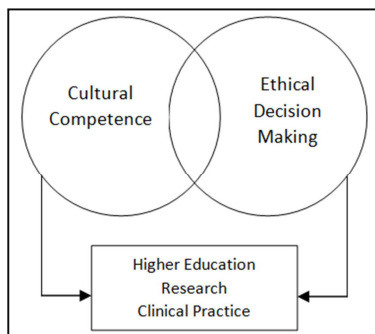 Cultural
Competence
Ethical
Decision
Making
Higher Education
Research
Clinical Practice